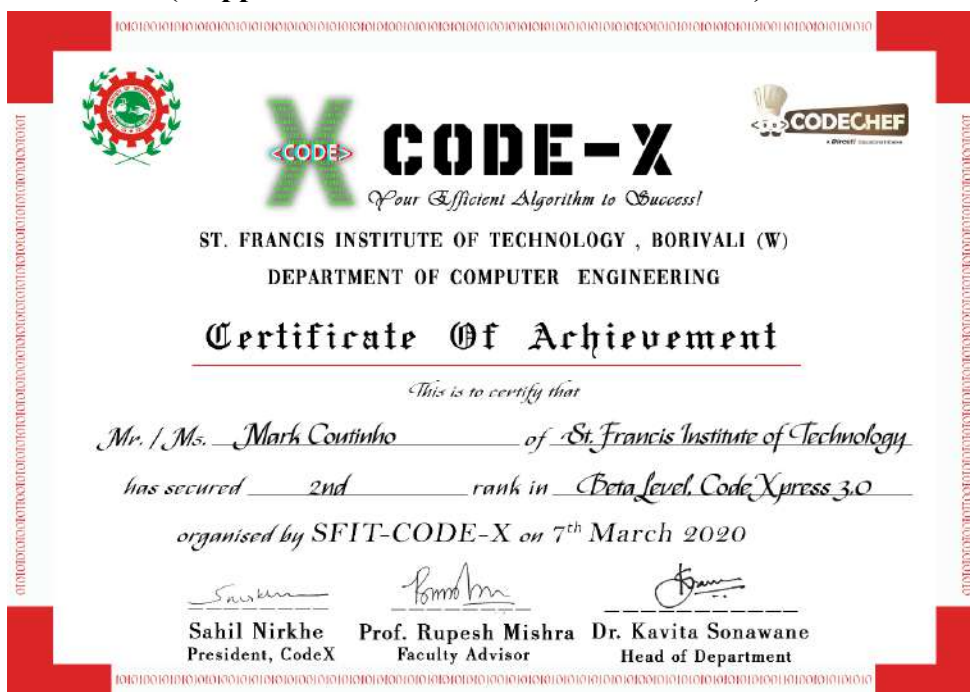 CODECHEF
<CODE>
CODE-X
Your Efficient Algorithm to Success!
ST. FRANCIS INSTITUTE OF TECHNOLOGY , BORIVALI (W)
DEPARTMENT OF COMPUTER ENGINEERING
Certificate Of Achievement
This is to certify that
Mr. / Ms. Mark Coutinho of St. Francis Institute of Technology
has secured 2nd rank in Beta Level, Code Xpress 3.0
organised by SFIT-CODE-X on 7th March 2020
Sahil Nirkhe Prof. Rupesh Mishra Dr. Kavita Sonawane
President, CodeX Faculty Advisor Head of Department